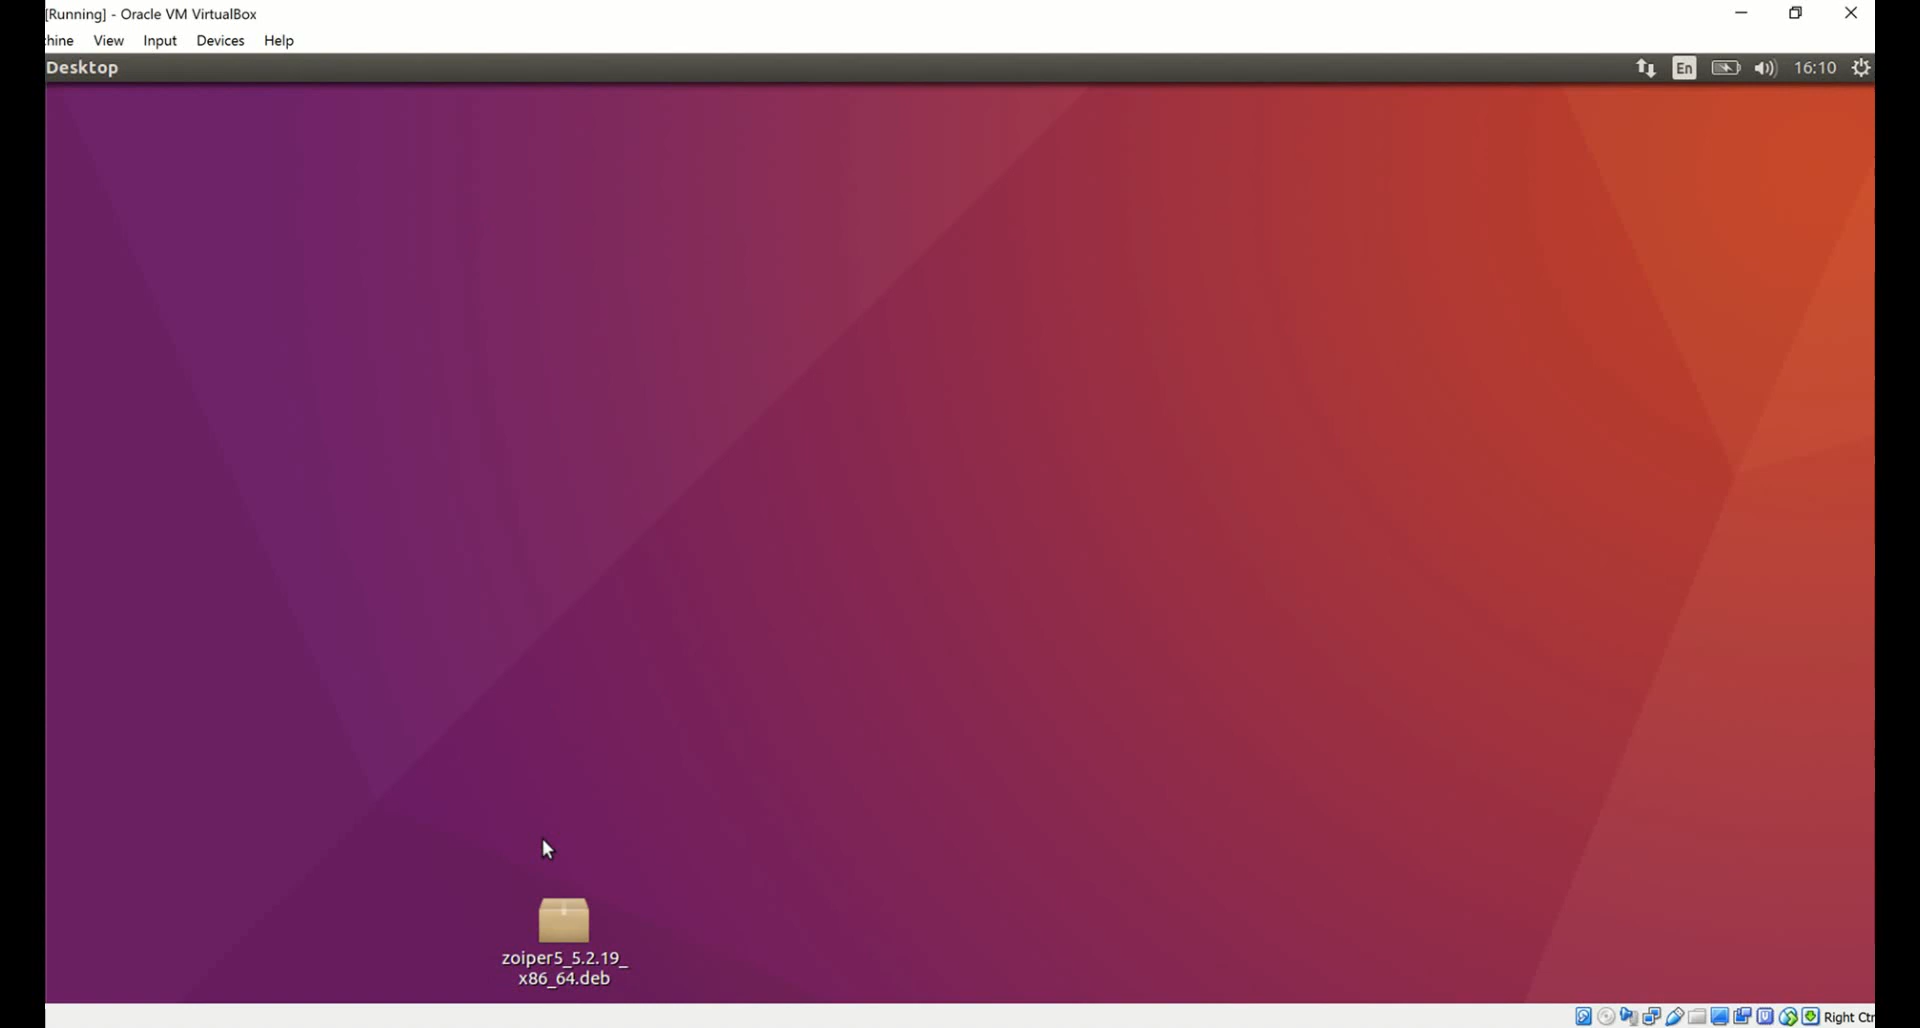 [Running] - Oracle VM VirtualBox
hine View Input Devices Help
Desktop En 16:10
zoiper5_5.2.19_
x86_64.deb
Right Ctr